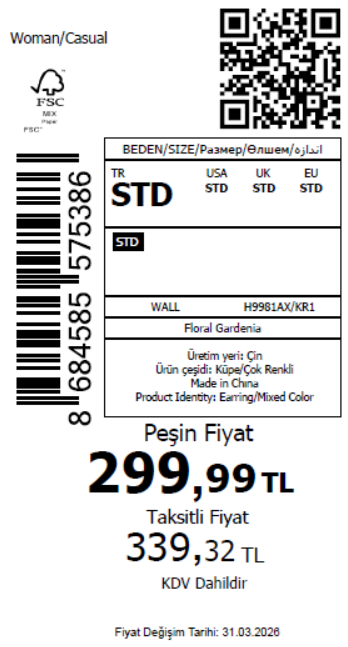 Woman/Casual
FSC
MIX
Paper
FSC™
BEDEN/SIZE/Размер/Өлшем/اندازه
TR USA UK EU
STD STD STD STD
STD
WALL H9981AX/KR1
Floral Gardenia
Üretim yeri: Çin
Ürün çeşidi: Küpe/Çok Renkli
Made in China
Product Identity: Earring/Mixed Color
8 684585 575386
Peşin Fiyat
299,99 TL
Taksitli Fiyat
339,32 TL
KDV Dahildir
Fiyat Değişim Tarihi: 31.03.2026